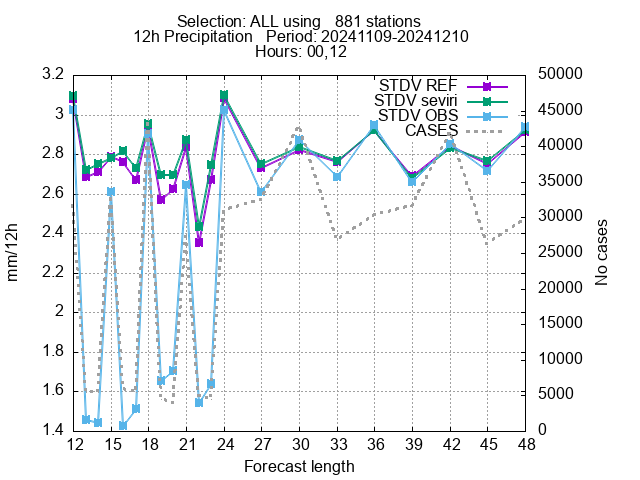 Selection: ALL using   881 stations
12h Precipitation   Period: 20241109-20241210
Hours: 00,12
3.2
3
2.8
2.6
2.4
2.2
2
1.8
1.6
1.4
mm/12h
50000
45000
40000
35000
30000
25000
20000
15000
10000
5000
0
No cases
STDV REF
STDV seviri
STDV OBS
CASES
12 15 18 21 24 27 30 33 36 39 42 45 48
Forecast length